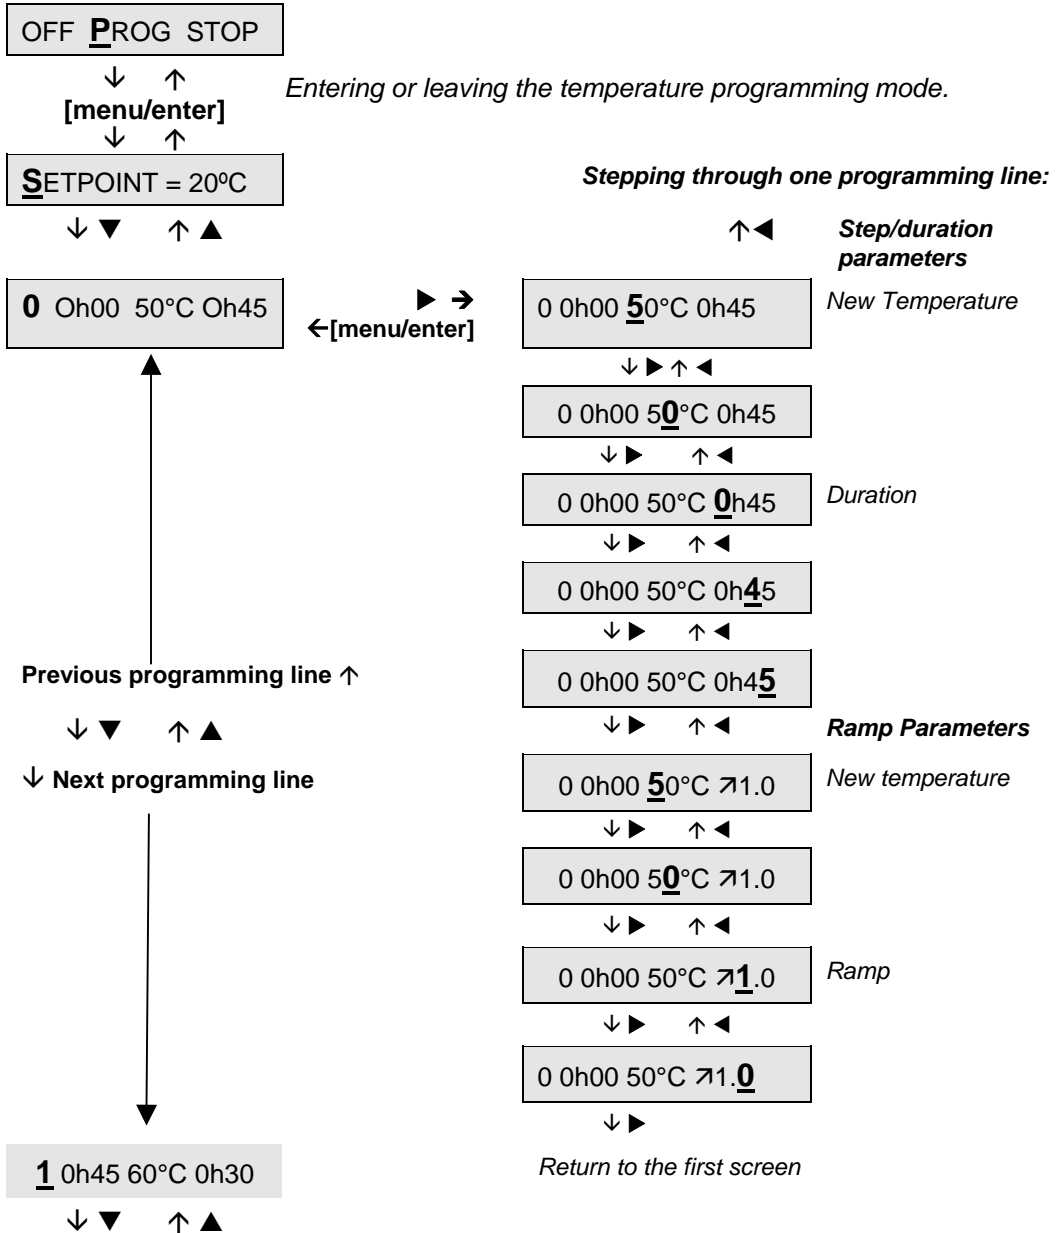 OFF PROG STOP
↓ ↑
[menu/enter]
Entering or leaving the temperature programming mode.
↓ ↑
SETPOINT = 20ºC
↓ ▼ ↑ ▲
0 Oh00 50°C Oh45
▶ →
←[menu/enter]
Previous programming line ↑
↓ ▼ ↑ ▲
↓ Next programming line
1 0h45 60°C 0h30
↓ ▼ ↑ ▲
Stepping through one programming line:
↑◀ Step/duration
parameters
0 0h00 50°C 0h45 New Temperature
↓ ▶ ↑ ◀
0 0h00 50°C 0h45
↓ ▶ ↑ ◀
0 0h00 50°C 0h45 Duration
↓ ▶ ↑ ◀
0 0h00 50°C 0h45
↓ ▶ ↑ ◀
0 0h00 50°C 0h45
↓ ▶ ↑ ◀ Ramp Parameters
0 0h00 50°C ↗1.0 New temperature
↓ ▶ ↑ ◀
0 0h00 50°C ↗1.0
↓ ▶ ↑ ◀
0 0h00 50°C ↗1.0 Ramp
↓ ▶ ↑ ◀
0 0h00 50°C ↗1.0
↓ ▶
Return to the first screen